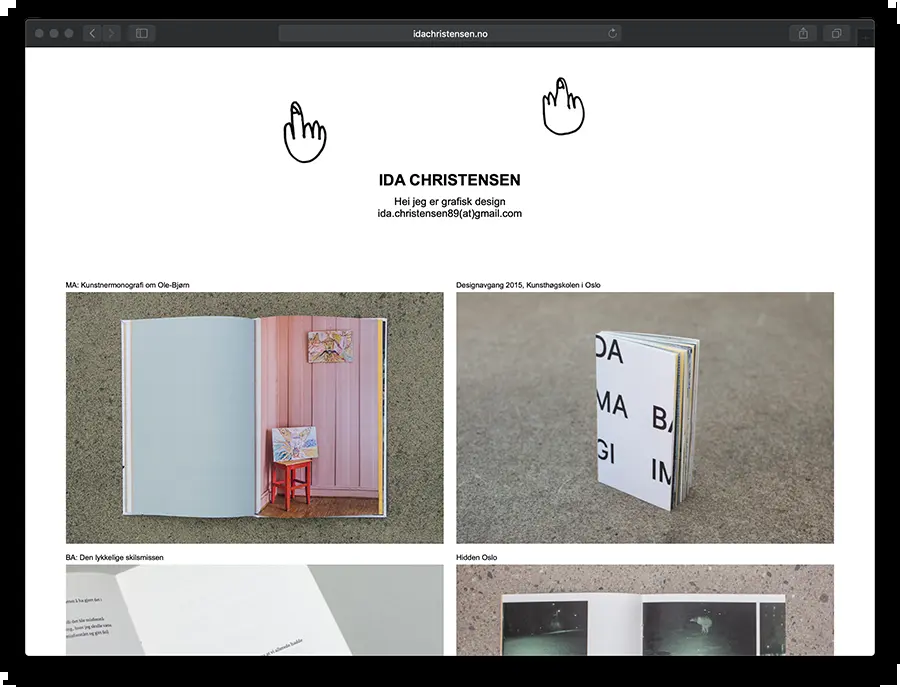 idachristensen.no
IDA CHRISTENSEN
Hei jeg er grafisk design
ida.christensen89(at)gmail.com
MA: Kunstnermonografi om Ole-Bjørn
Designavgang 2015, Kunsthøgskolen i Oslo
DA
MA BA
GI IM
BA: Den lykkelige skilsmissen
Hidden Oslo